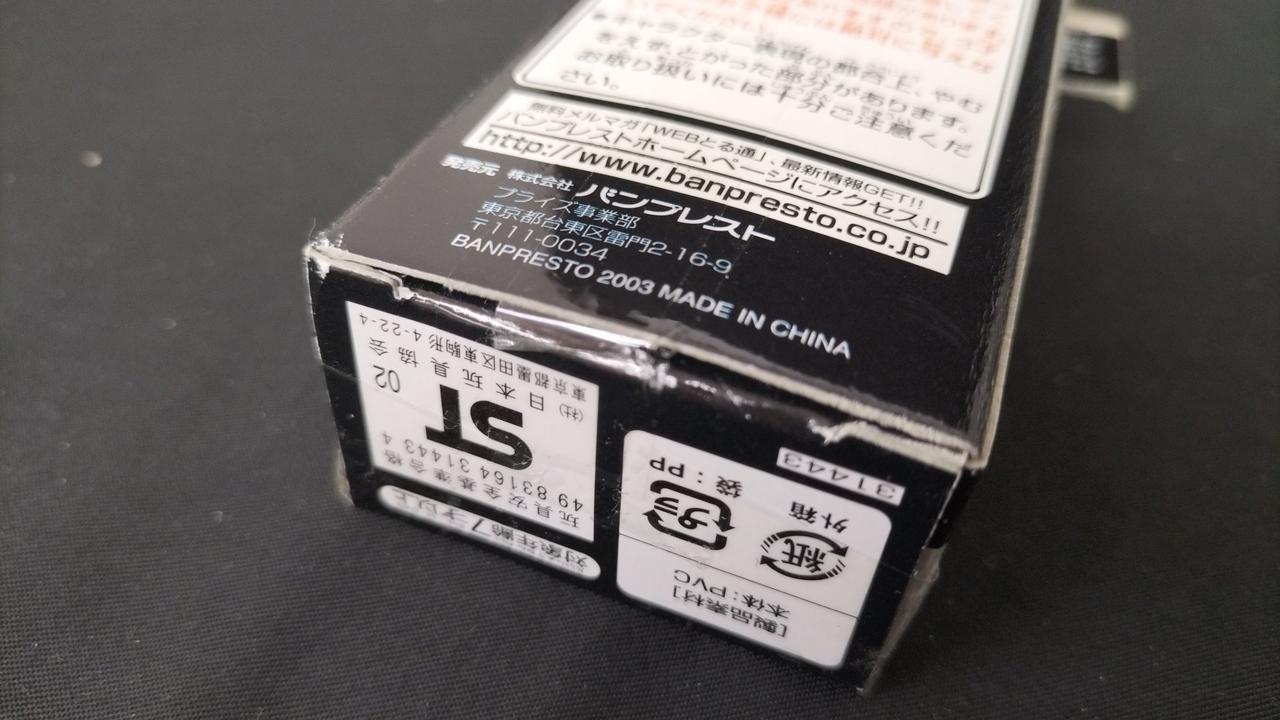 ●キャラクター表現の都合上、やむ
をえずとがった部分があります。
お取り扱いには十分ご注意くだ
さい。
無料メルマガ「WEBとる通」、最新情報GET!!
バンプレストホームページにアクセス!!
http://www.banpresto.co.jp
発売元 株式会社 バンプレスト
プライズ事業部
東京都台東区雷門2-16-9
〒111-0034
BANPRESTO 2003 MADE IN CHINA
対象年齢7才以上
玩具安全基準合格
49 83164 31443 4
ST
02
(社)日本玩具協会
東京都墨田区東駒形4-22-4
[製品素材]
本体:PVC
紙
外箱
プラ
袋:PP
31443